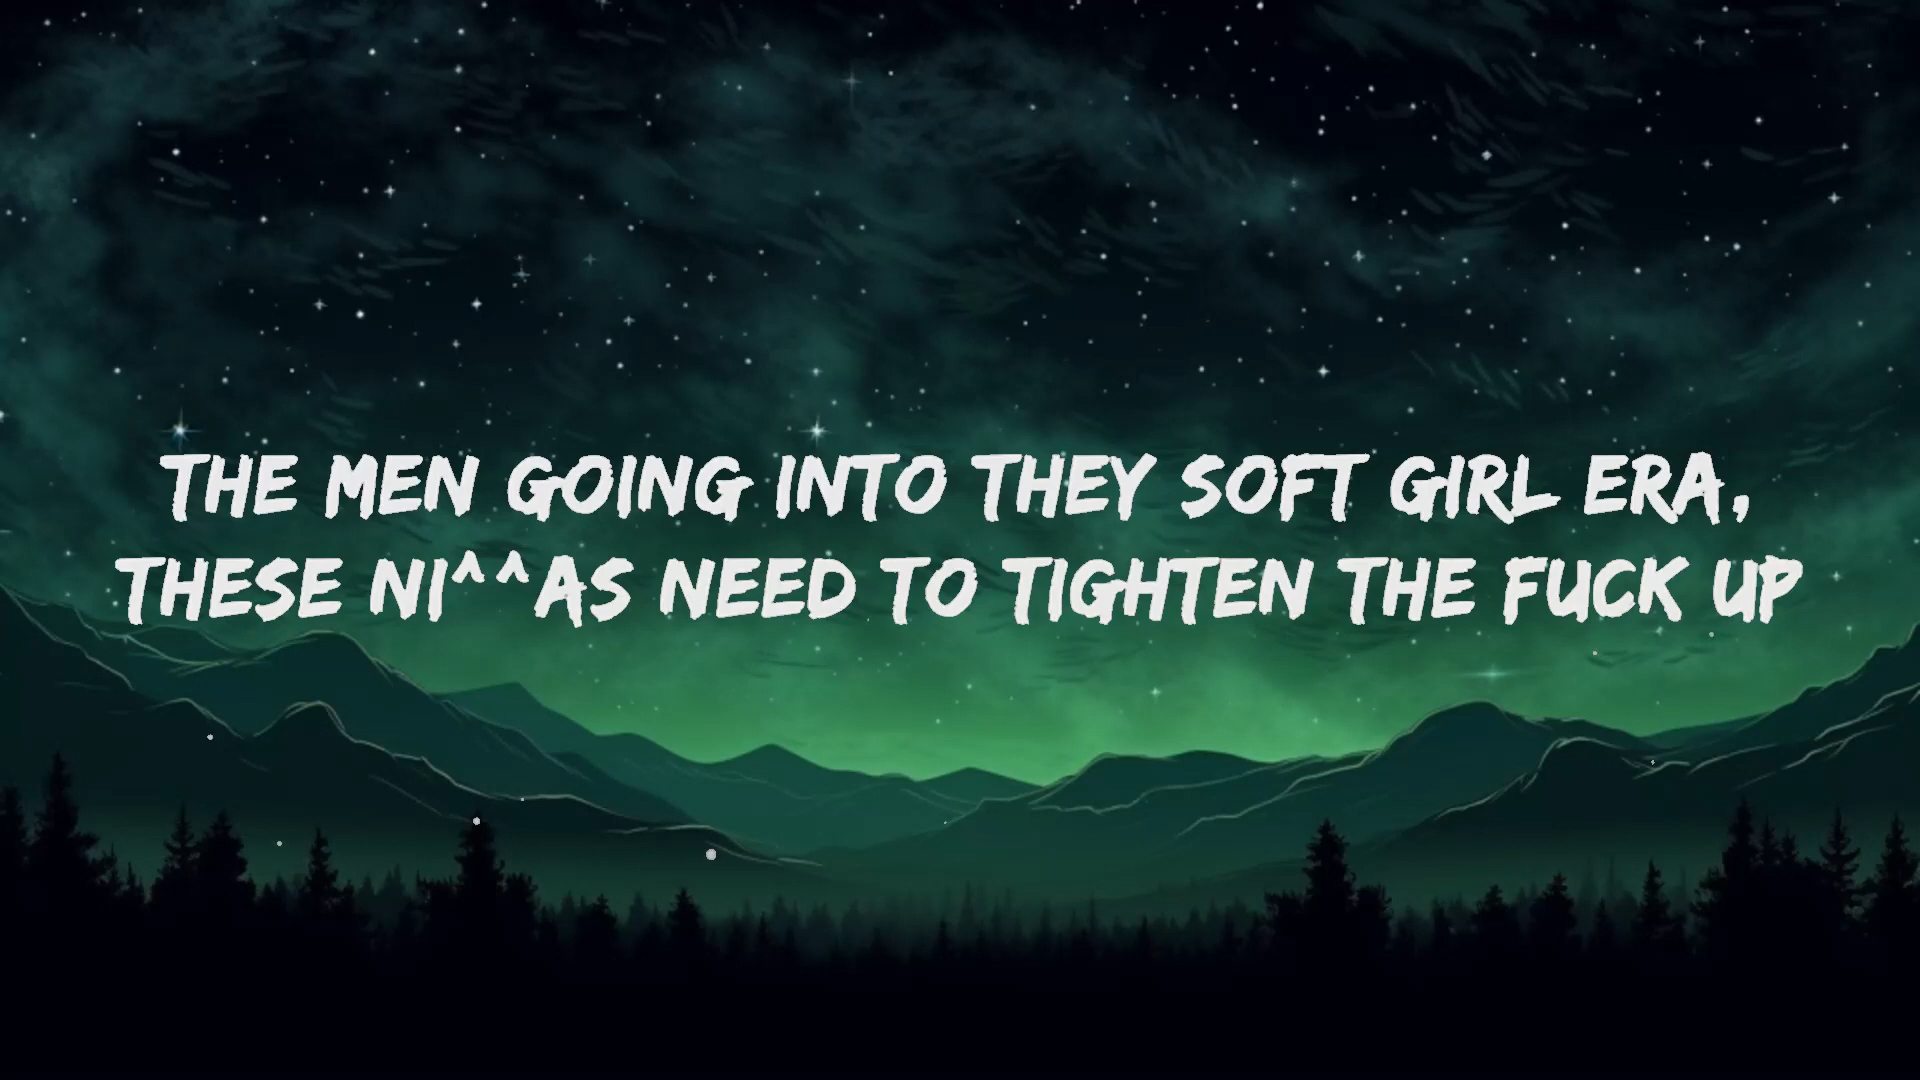 THE MEN GOING INTO THEY SOFT GIRL ERA,
THESE NI^^AS NEED TO TIGHTEN THE FUCK UP